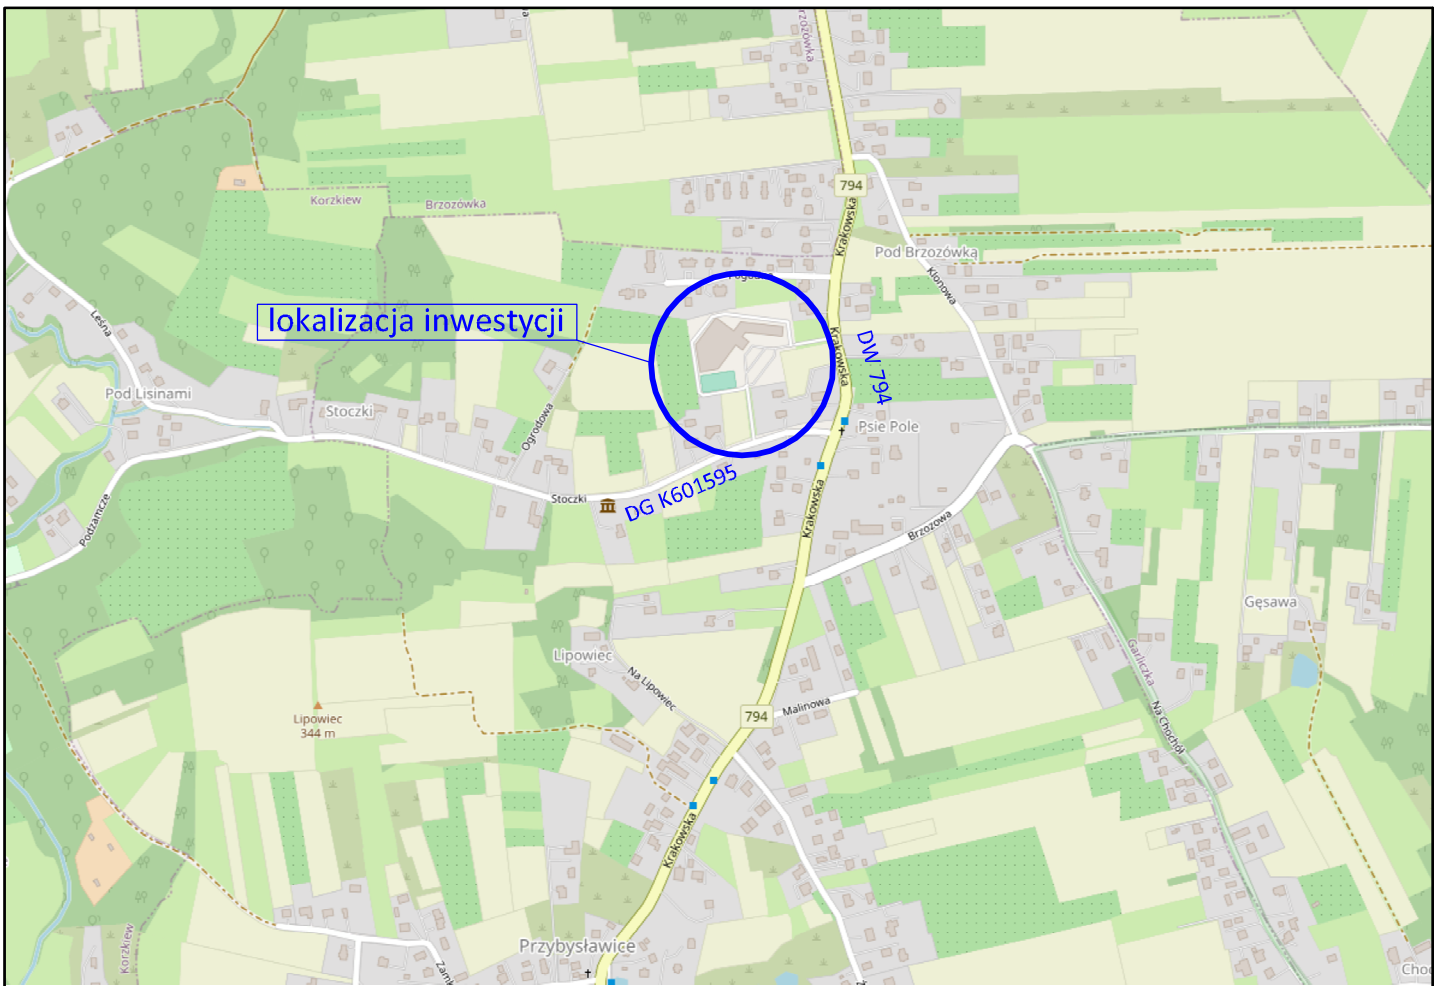 Brzozówka
794
Korzkiew
Brzozówka
Krakowska
Pod Brzozówką
Klonowa
Leśna
lokalizacja inwestycji
Krakowska
DW 794
Pod Lisinami
Stoczki
Ogrodowa
Psie Pole
Stoczki
DG K601595
Podzamcze
Krakowska
Brzozowa
Gęsawa
Lipowiec
Na Lipowiec
Garliczka
Malinowa
Na Chochół
794
Lipowiec
344 m
Krakowska
Korzkiew
Przybysławice